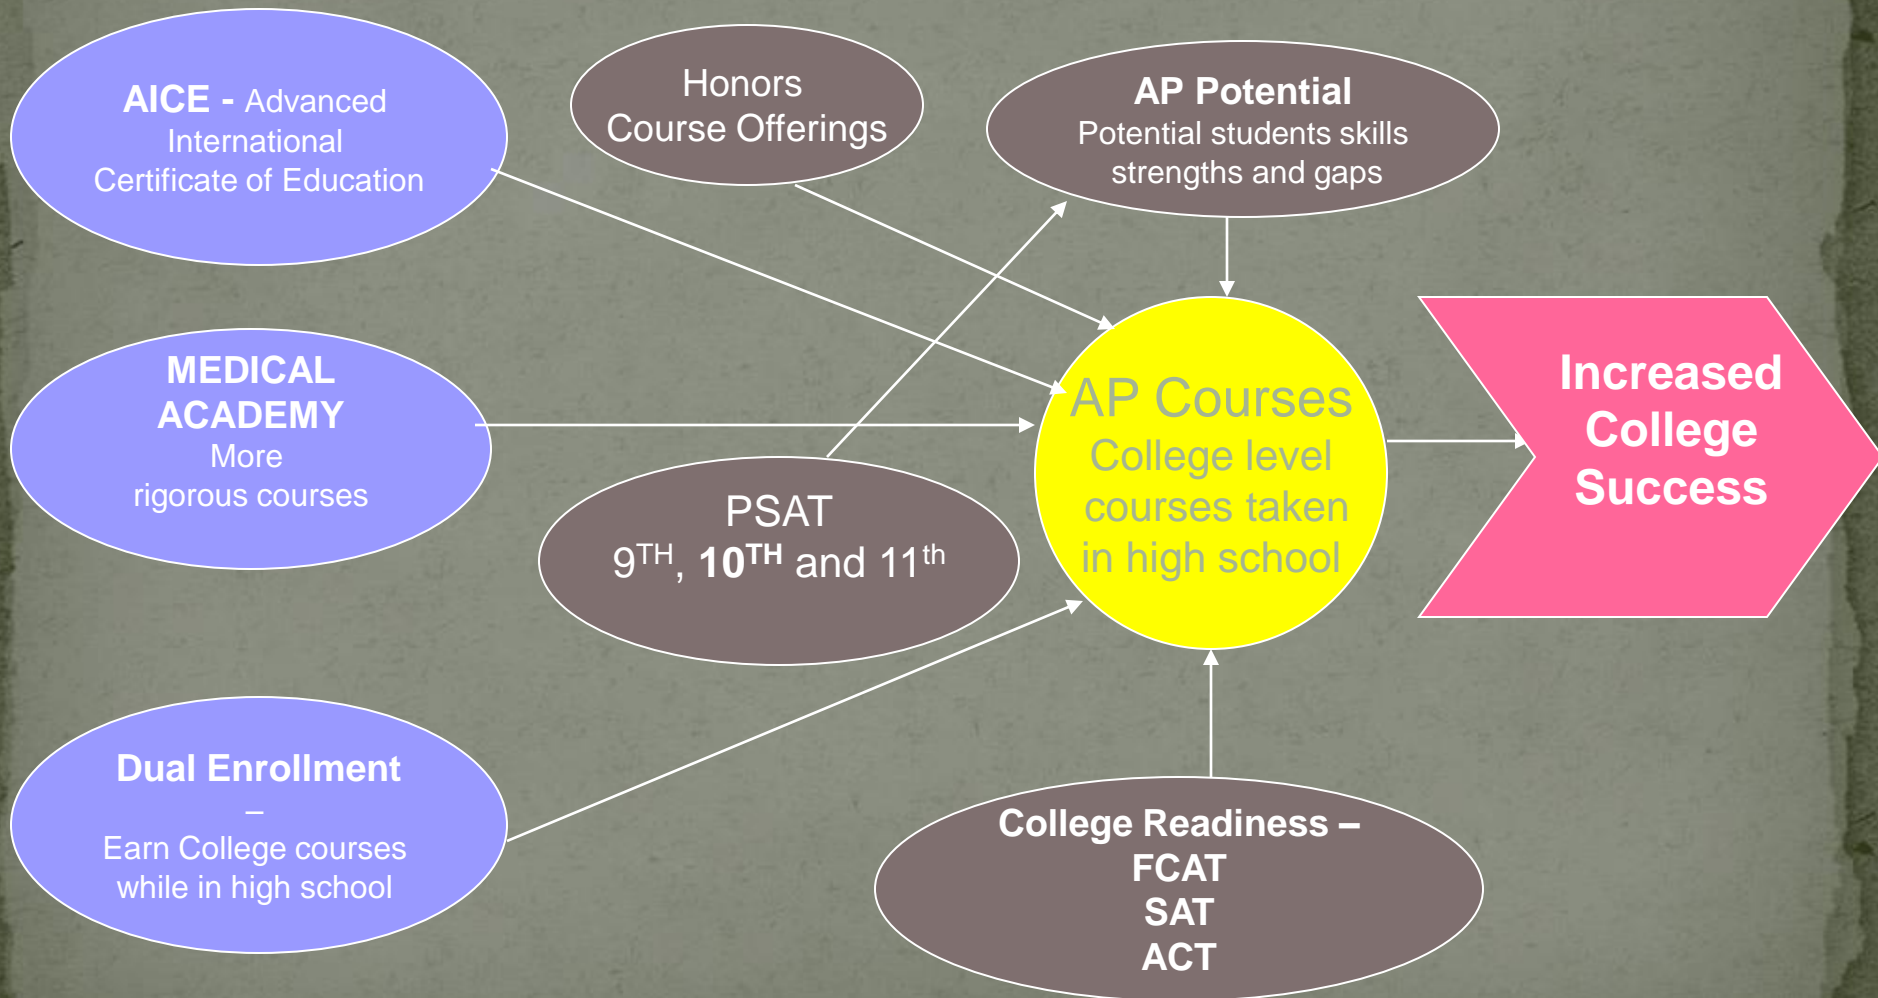 AICE - Advanced
International
Certificate of Education
Honors
Course Offerings
AP Potential
Potential students skills
strengths and gaps
MEDICAL
ACADEMY
More
rigorous courses
PSAT
9TH, 10TH and 11th
AP Courses
College level
courses taken
in high school
Increased
College
Success
Dual Enrollment
–
Earn College courses
while in high school
College Readiness –
FCAT
SAT
ACT